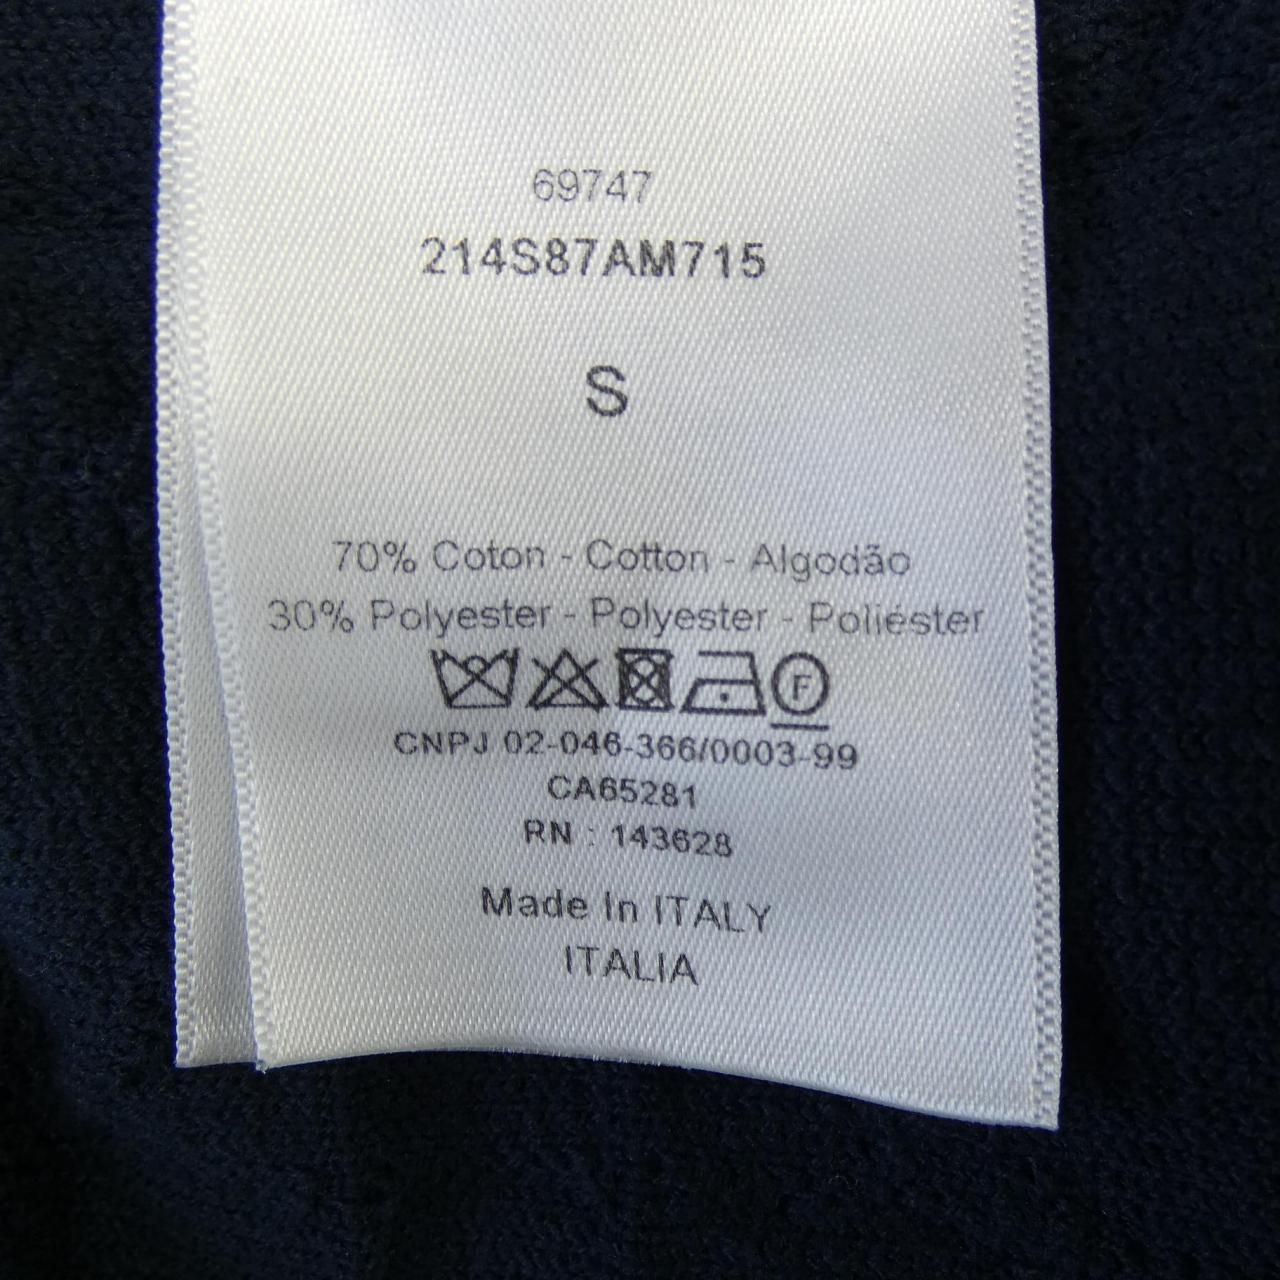 69747
214S87AM715
S
70% Coton - Cotton - Algodão
30% Polyester - Polyester - Poliéster
F
CNPJ 02-046-366/0003-99
CA65281
RN : 143628
Made In ITALY
ITALIA